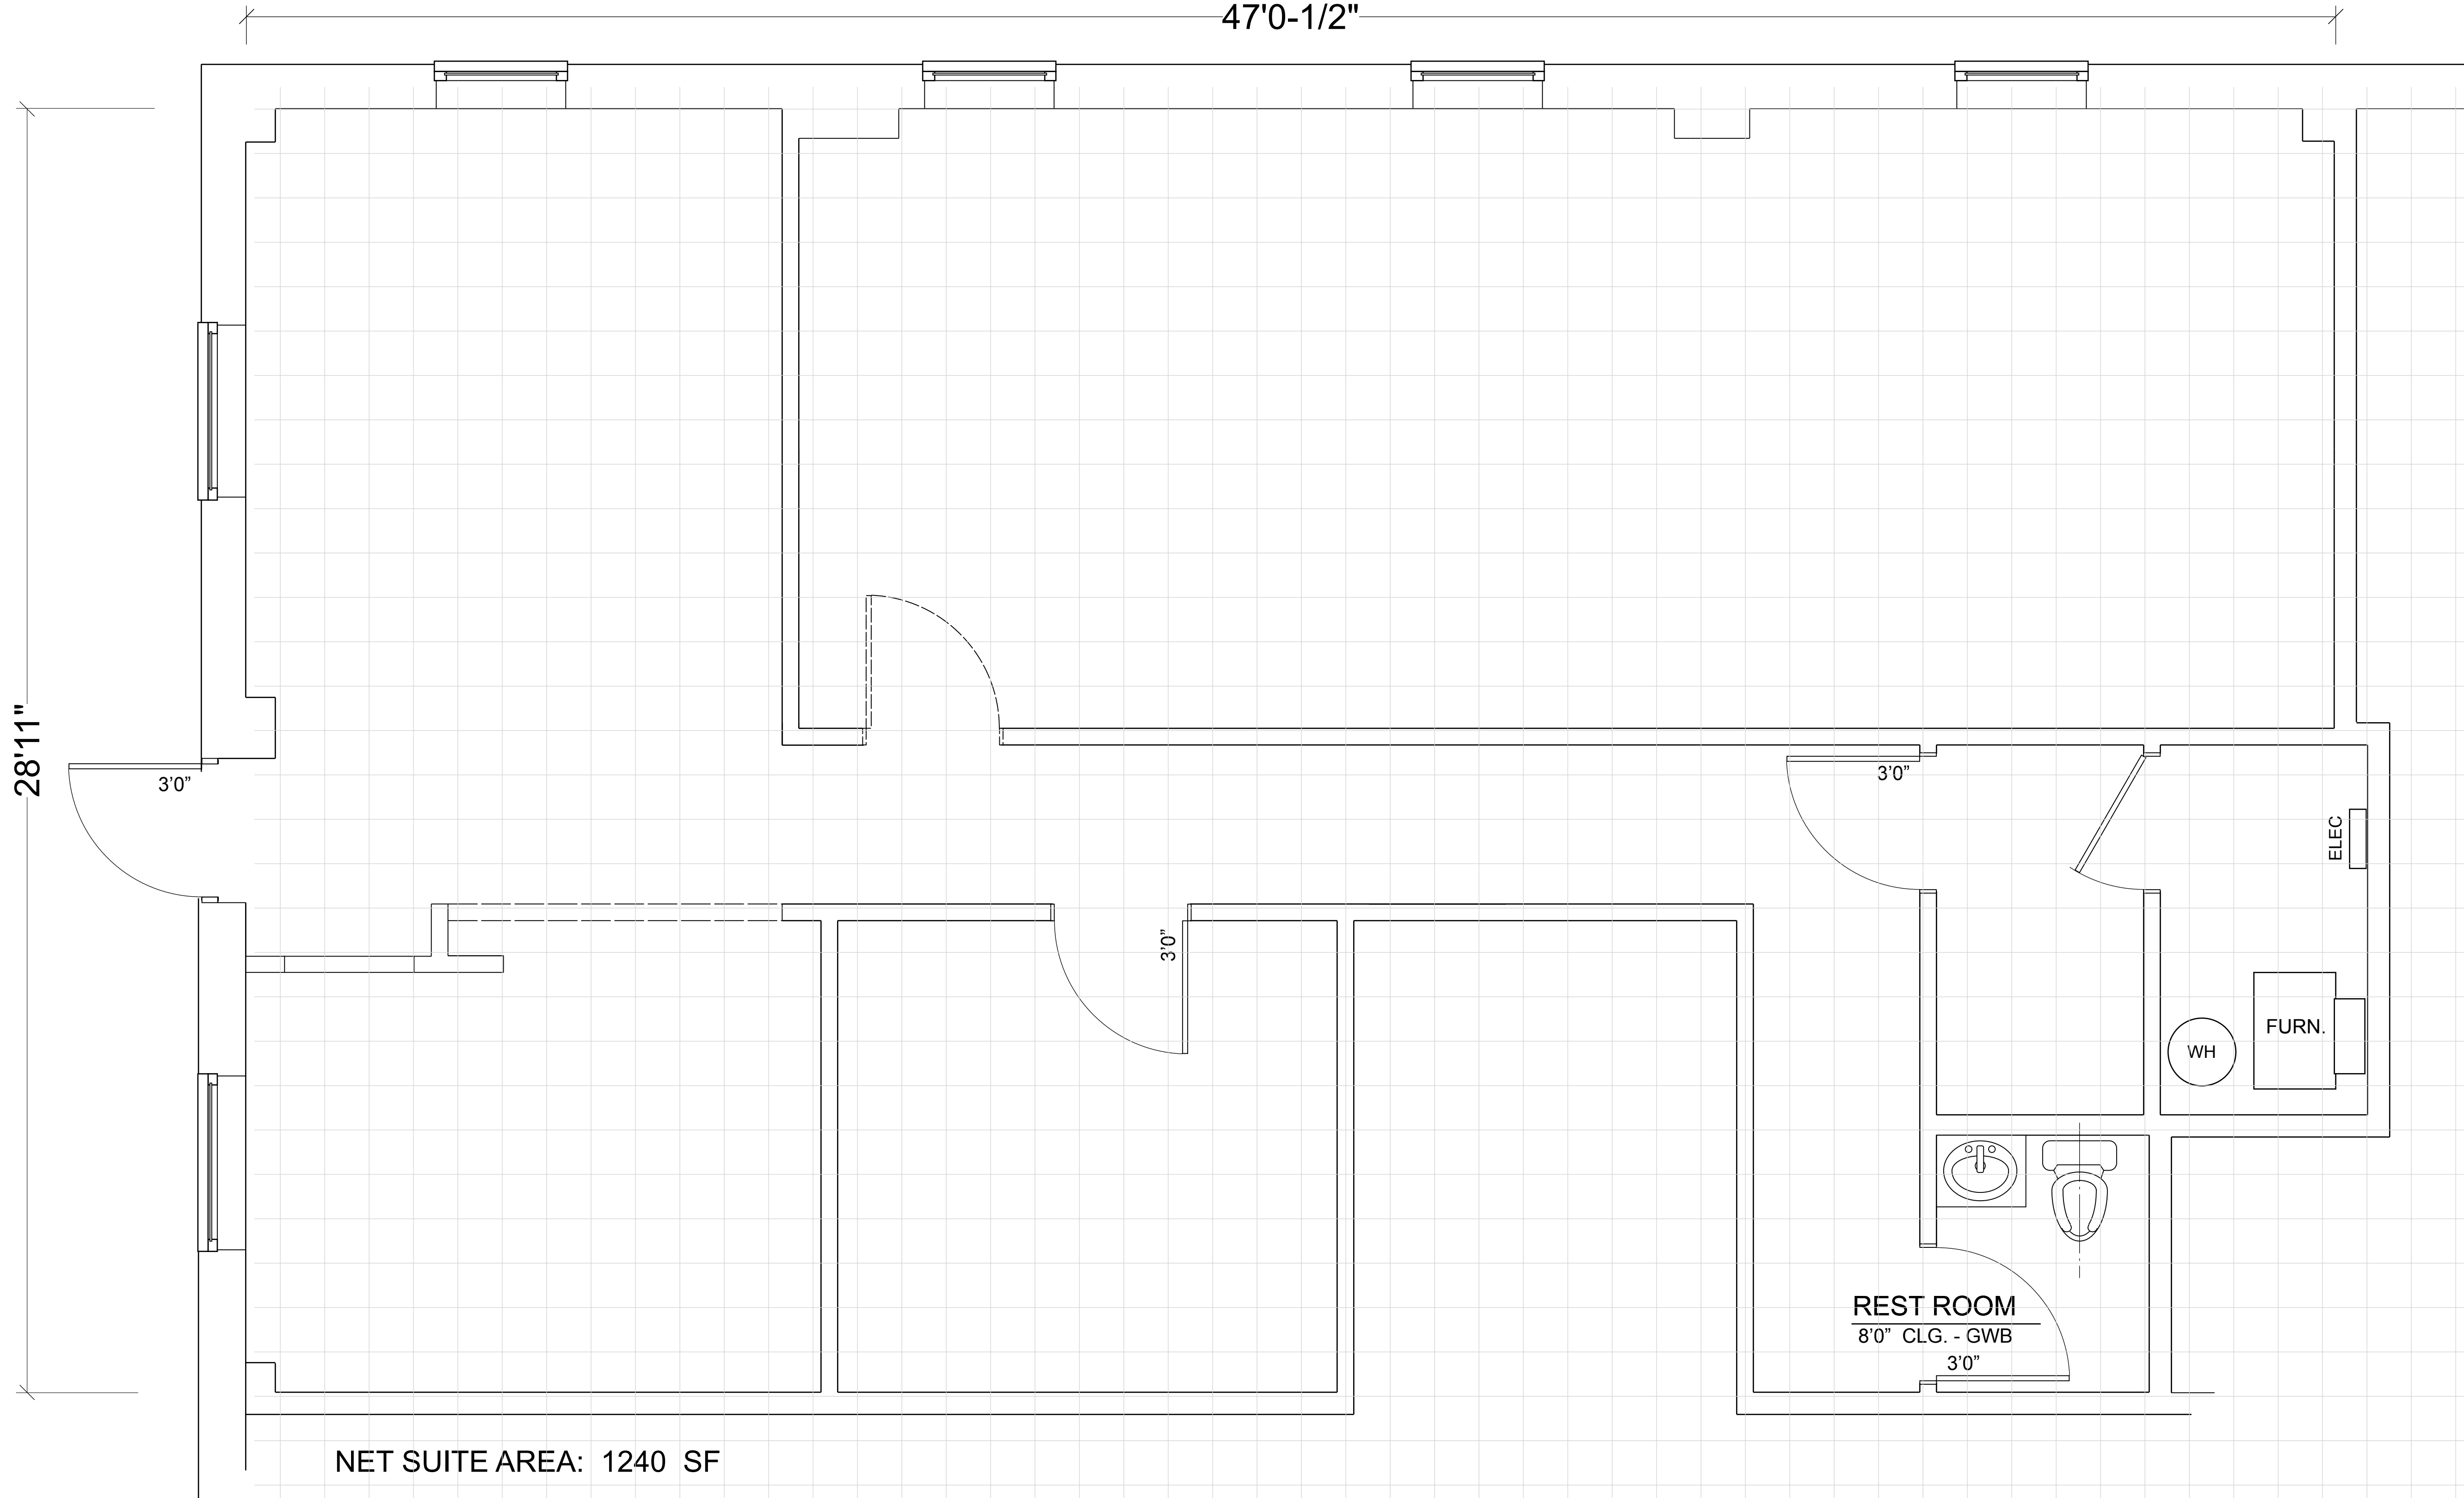 47'0-1/2"
28'11"
3’0”
3’0”
ELEC
3’0”
FURN.
WH
REST ROOM
8’0” CLG. - GWB
3’0”
NET SUITE AREA: 1240 SF